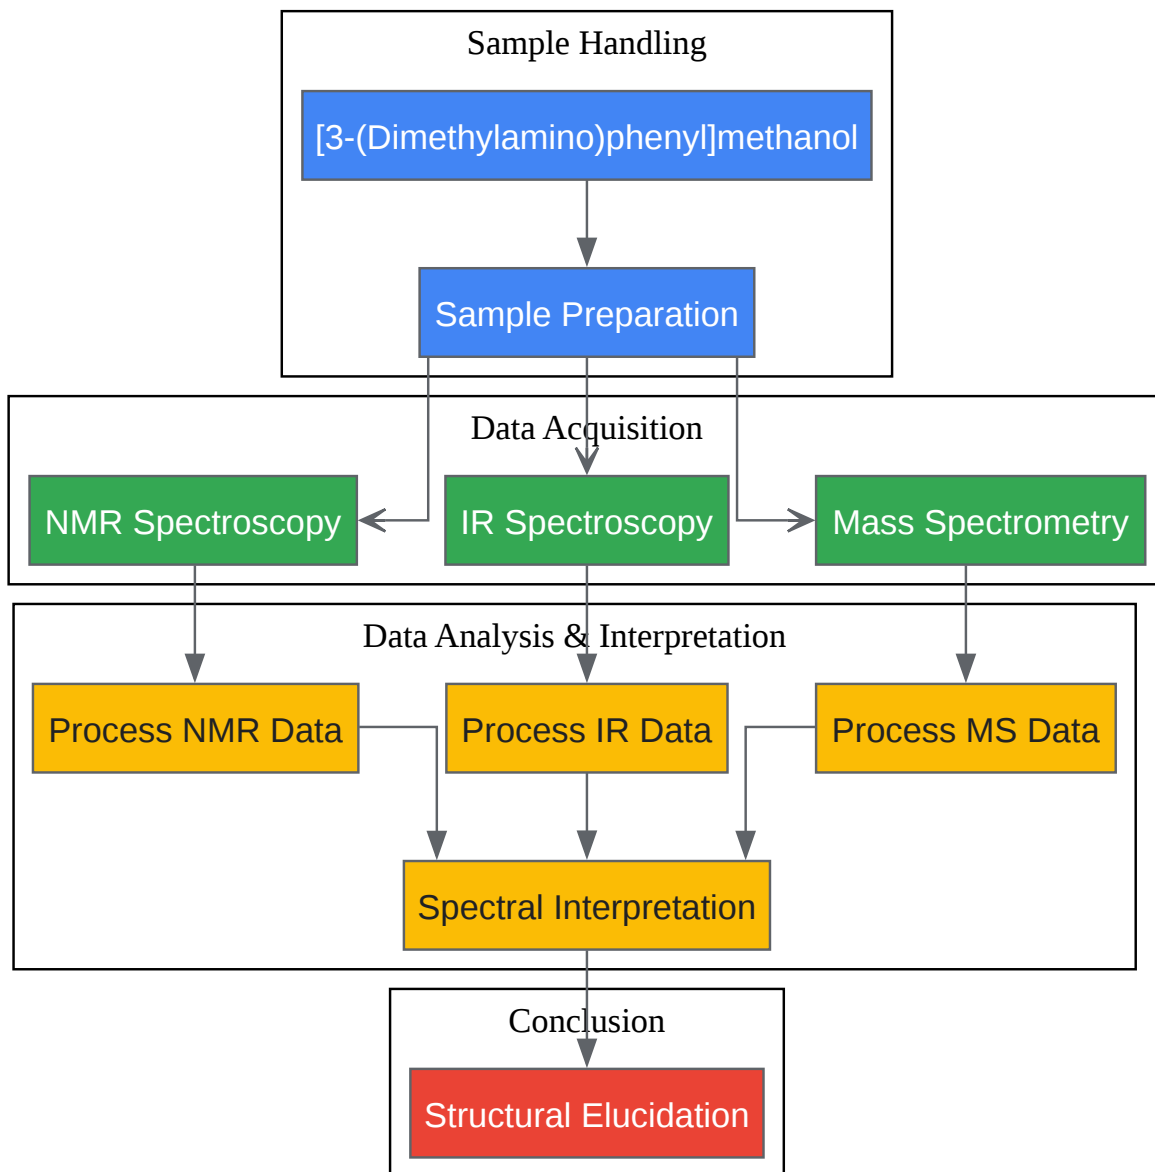 Sample Handling
[3-(Dimethylamino)phenyl]methanol
Sample Preparation
Data Acquisition
NMR Spectroscopy
IR Spectroscopy
Mass Spectrometry
Data Analysis & Interpretation
Process NMR Data
Process IR Data
Process MS Data
Spectral Interpretation
Conclusion
Structural Elucidation